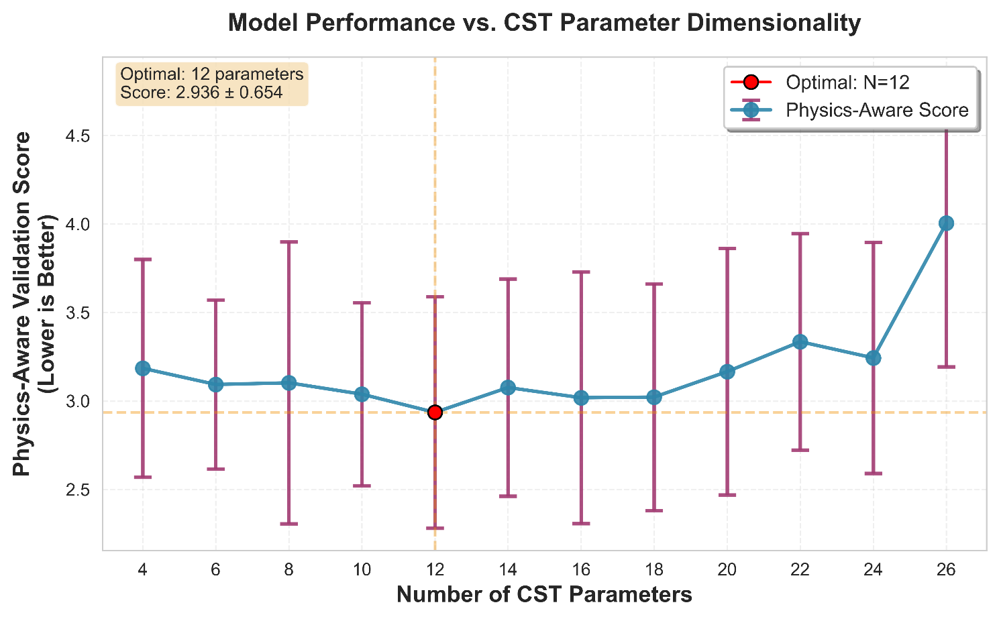 Model Performance vs. CST Parameter Dimensionality
Optimal: 12 parameters
Score: 2.936 ± 0.654
Optimal: N=12
Physics-Aware Score
Physics-Aware Validation Score
(Lower is Better)
4.5
4.0
3.5
3.0
2.5
4 6 8 10 12 14 16 18 20 22 24 26
Number of CST Parameters